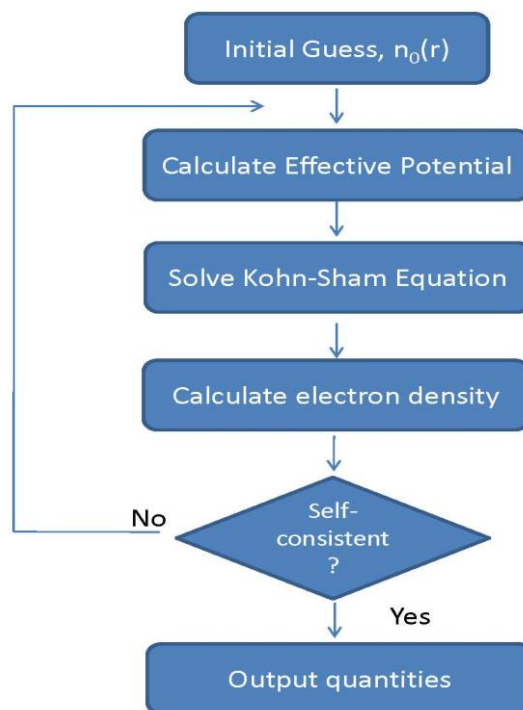 Initial Guess, n₀(r)
Calculate Effective Potential
Solve Kohn-Sham Equation
Calculate electron density
Self-
consistent
?
No
Yes
Output quantities